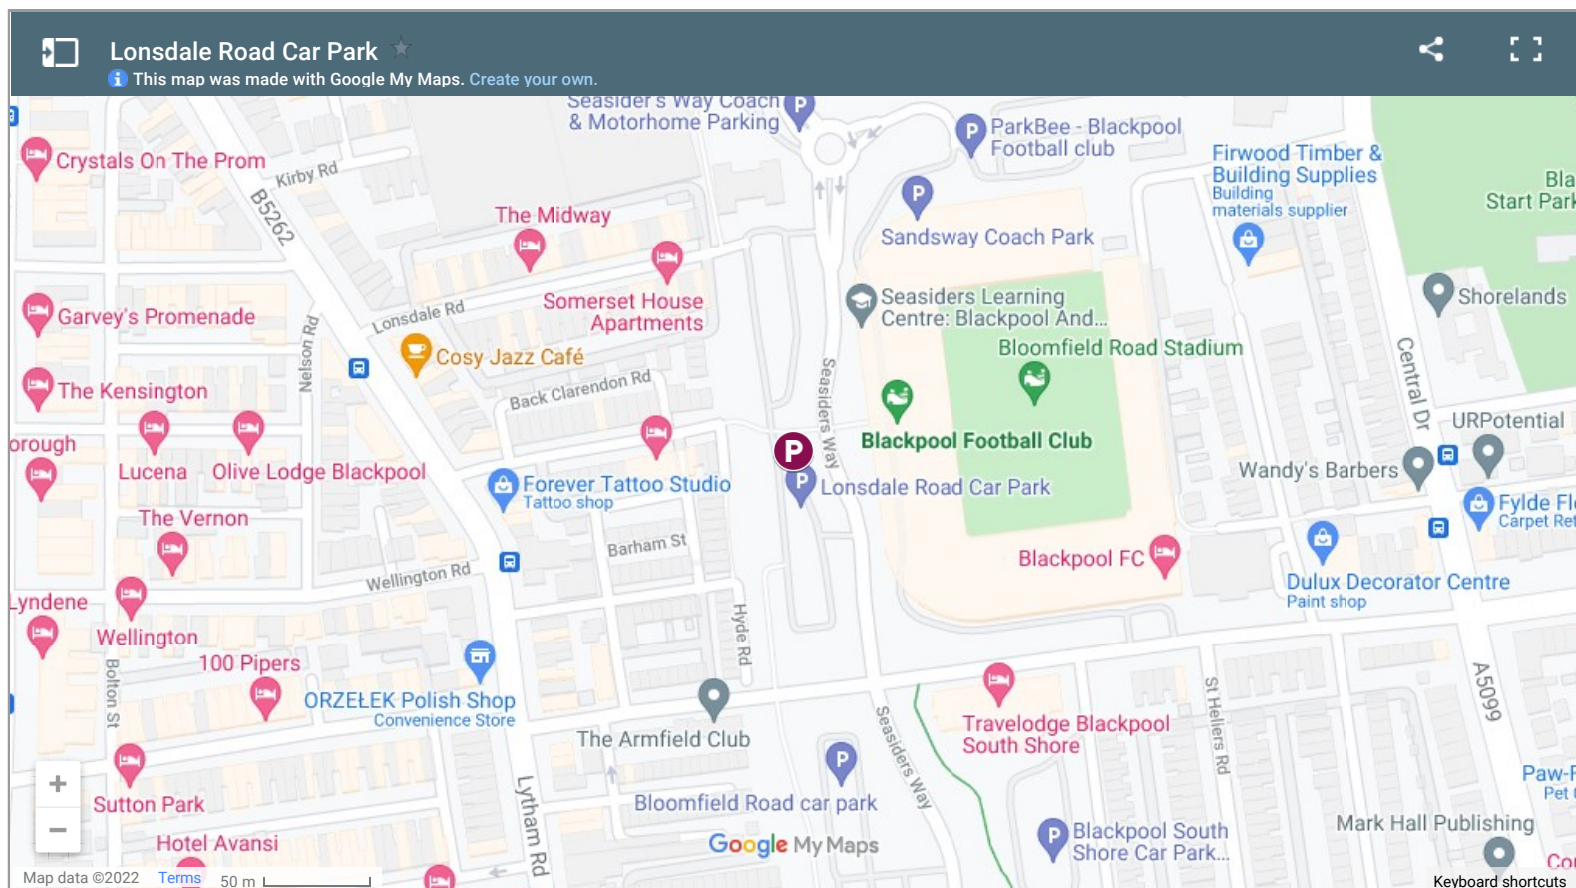 Lonsdale Road Car Park
This map was made with Google My Maps. Create your own.
Seasider's Way Coach
& Motorhome Parking
P
P
ParkBee - Blackpool
Football club
Firwood Timber &
Building Supplies
Building
materials supplier
Crystals On The Prom
Kirby Rd
B5262
The Midway
P
Sandsway Coach Park
Bla
Start Park
Somerset House
Apartments
Lonsdale Rd
Seasiders Learning
Centre: Blackpool And...
Shorelands
Garvey's Promenade
Nelson Rd
Cosy Jazz Café
Bloomfield Road Stadium
Central Dr
The Kensington
Back Clarendon Rd
Seasiders Way
URPotential
orough
Lucena
Olive Lodge Blackpool
P
Blackpool Football Club
Wandy's Barbers
Forever Tattoo Studio
Tattoo shop
P
Lonsdale Road Car Park
Fylde Flo
Carpet Ret
The Vernon
Barham St
Blackpool FC
Wellington Rd
Dulux Decorator Centre
Paint shop
Lyndene
Wellington
Hyde Rd
100 Pipers
Bolton St
ORZEŁEK Polish Shop
Convenience Store
A5099
St Heliers Rd
Travelodge Blackpool
South Shore
The Armfield Club
Seasiders Way
P
Bloomfield Road car park
Sutton Park
Lytham Rd
Paw-F
Pet G
P
Blackpool South
Shore Car Park...
Mark Hall Publishing
Hotel Avansi
Google My Maps
Cou
Map data ©2022
Terms
50 m
Keyboard shortcuts